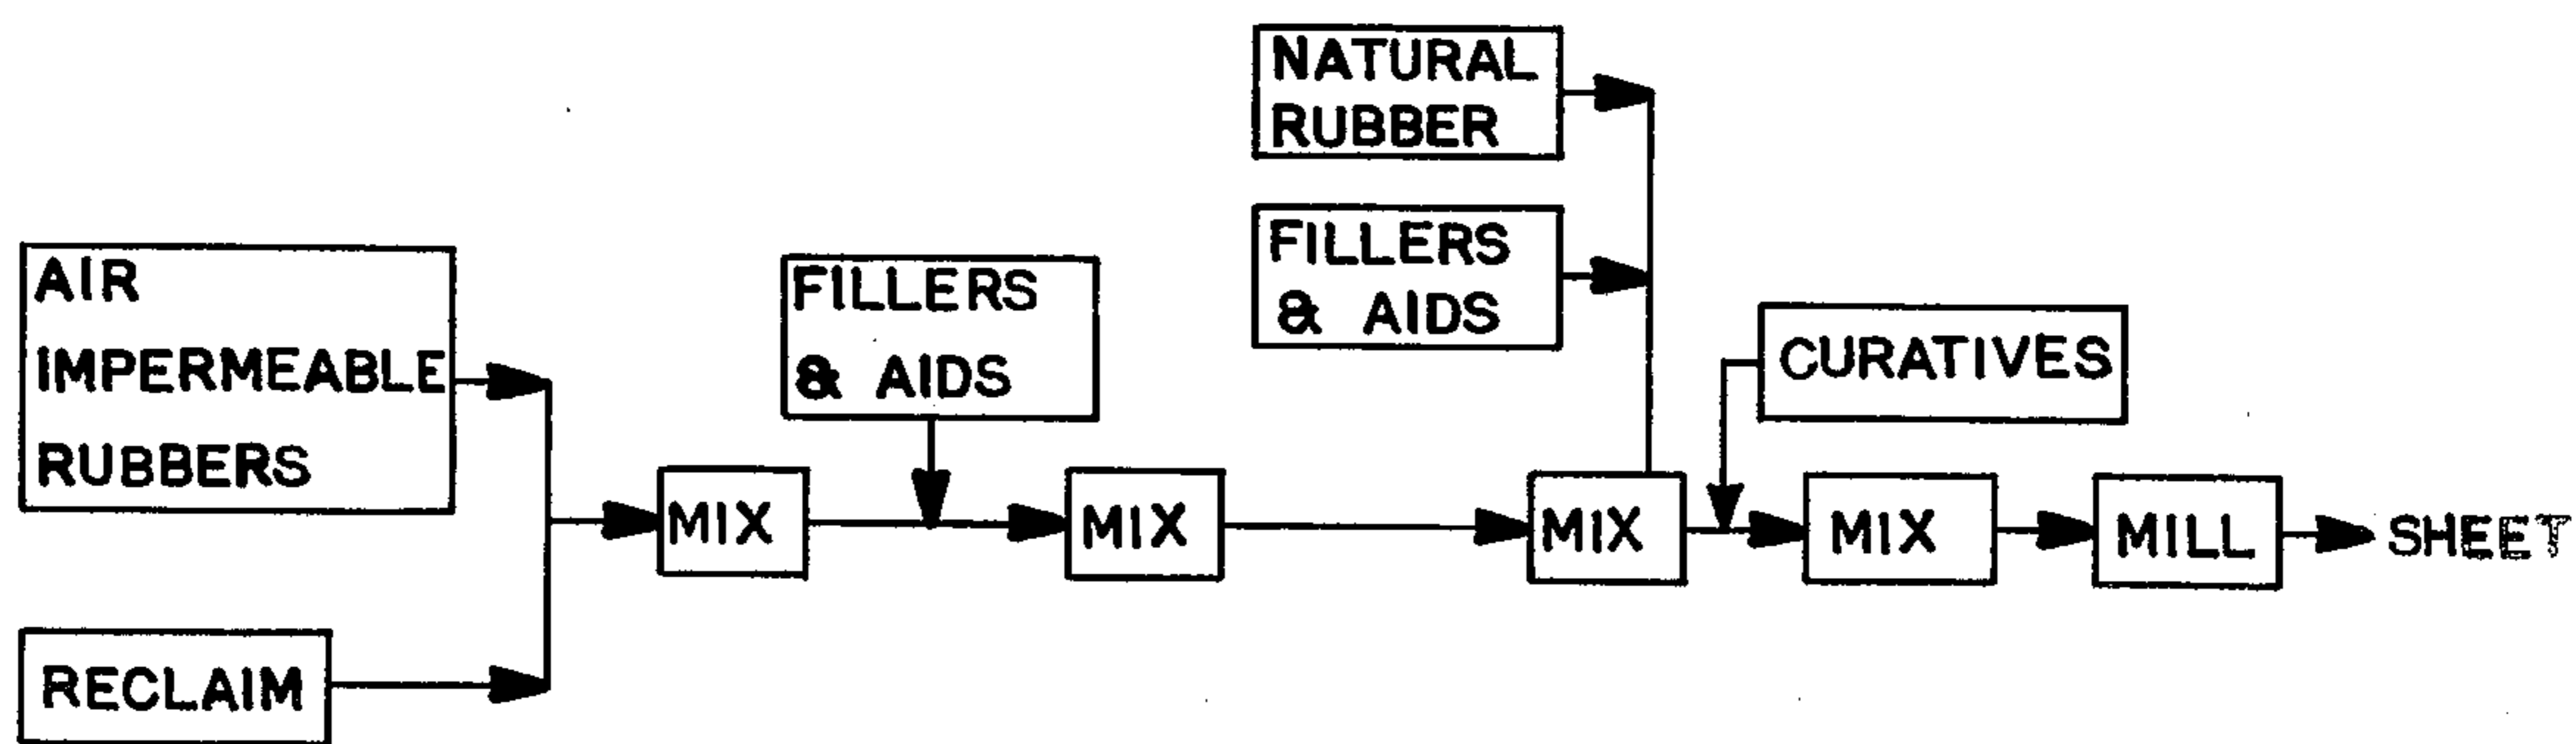 NATURAL
RUBBER
FILLERS
& AIDS
AIR
IMPERMEABLE
RUBBERS
FILLERS
& AIDS
CURATIVES
MIX
MIX
MIX
MIX
MILL
SHEET
RECLAIM